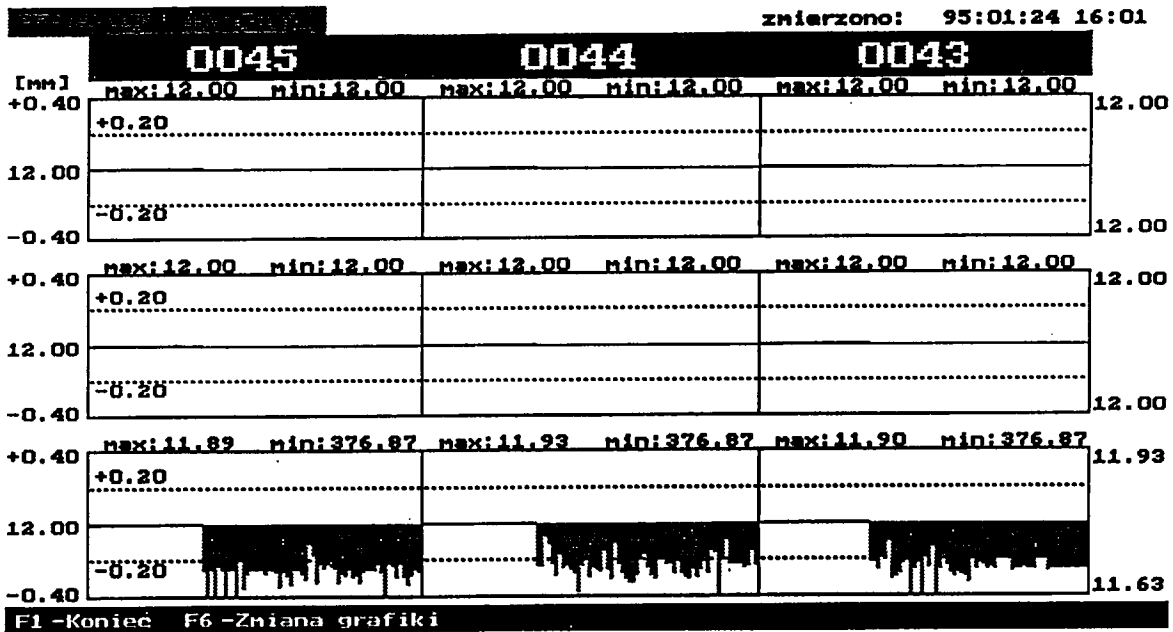 zmierzono: 95:01:24 16:01
0045 0044 0043
[mm] max:12.00 min:12.00 max:12.00 min:12.00 max:12.00 min:12.00
+0.40 12.00
+0.20
12.00
-0.20
-0.40 12.00
max:12.00 min:12.00 max:12.00 min:12.00 max:12.00 min:12.00
+0.40 12.00
+0.20
12.00
-0.20
-0.40 12.00
max:11.89 min:376.87 max:11.93 min:376.87 max:11.90 min:376.87
+0.40 11.93
+0.20
12.00
-0.20
-0.40 11.63
F1-Konieć F6-Zmiana grafiki